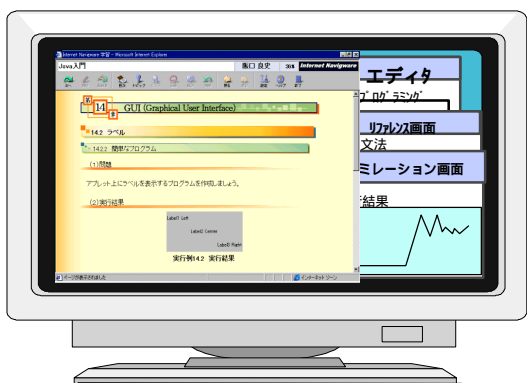 Internet Navigware 学習 - Microsoft Internet Explorer
Java入門
阪口 良史
36%
Internet Navigware
第
14
章
GUI (Graphical User Interface)
14.2 ラベル
14.2.2 簡単なプログラム
(1)問題
アプレット上にラベルを表示するプログラムを作成しましょう。
(2)実行結果
Label1 Left
Label2 Center
Label3 Right
実行例14.2 実行結果
ページが表示されました
インターネット ゾーン
エディタ
プログラミング
リファレンス画面
文法
ミレーション画面
結果